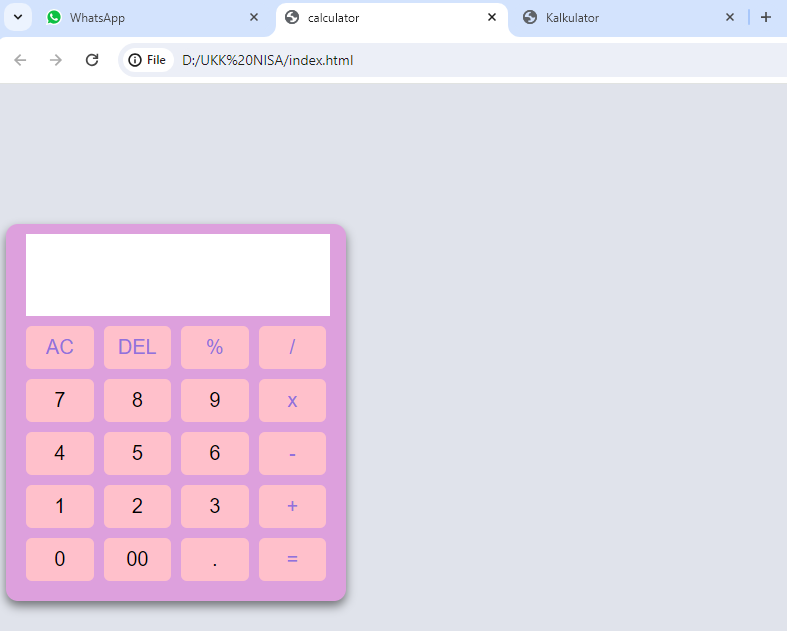 WhatsApp calculator Kalkulator
File D:/UKK%20NISA/index.html
AC DEL % /
7 8 9 x
4 5 6 -
1 2 3 +
0 00 . =